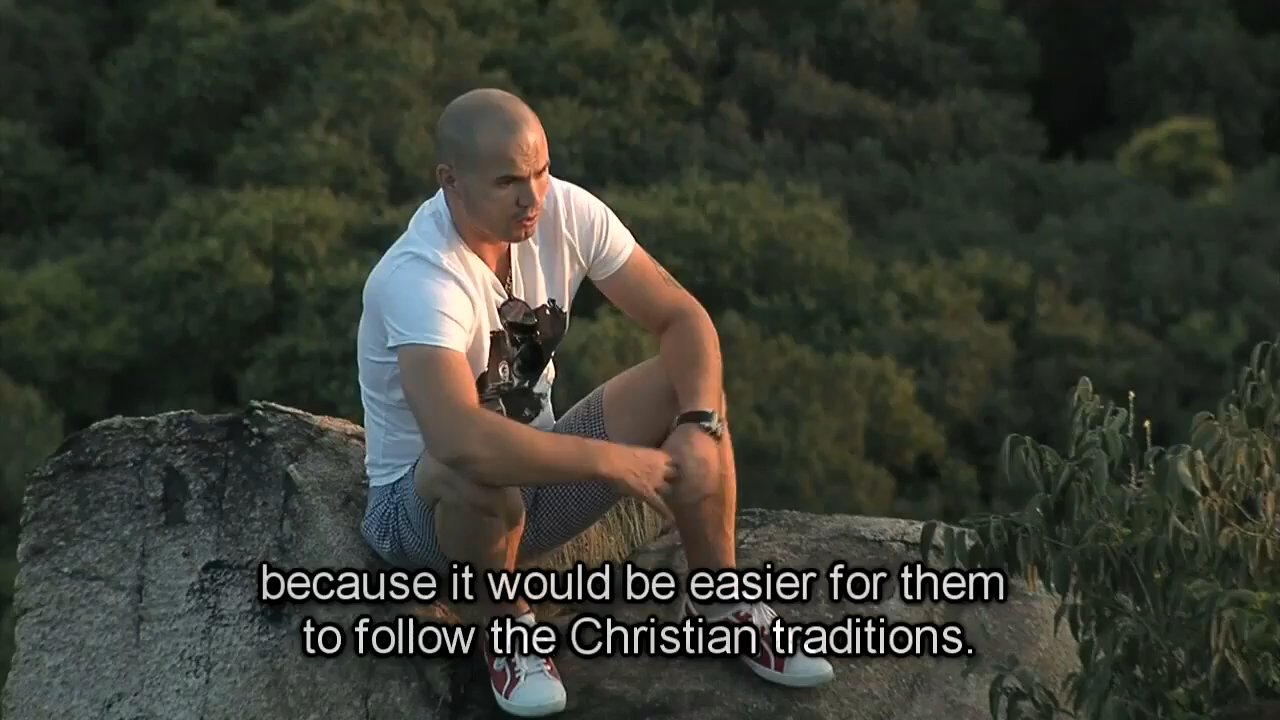 because it would be easier for them
to follow the Christian traditions.